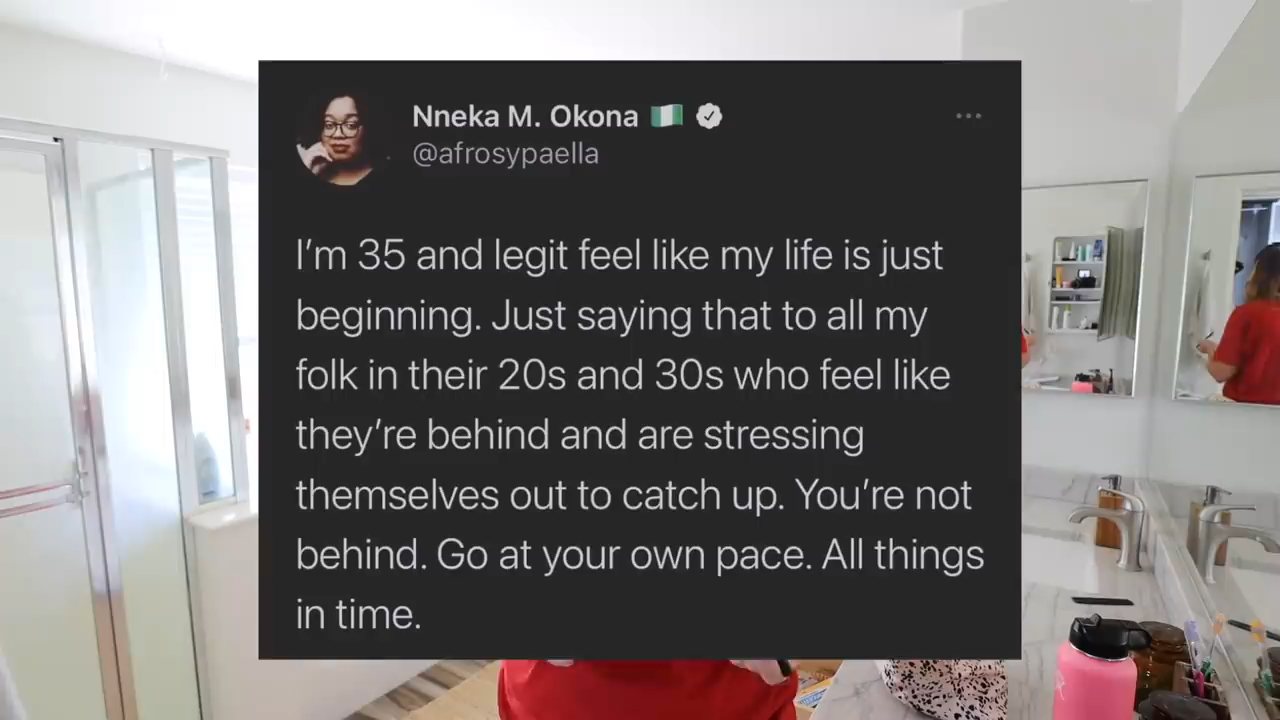 Nneka M. Okona 🇳🇬
@afrosypaella
I'm 35 and legit feel like my life is just
beginning. Just saying that to all my
folk in their 20s and 30s who feel like
they're behind and are stressing
themselves out to catch up. You're not
behind. Go at your own pace. All things
in time.